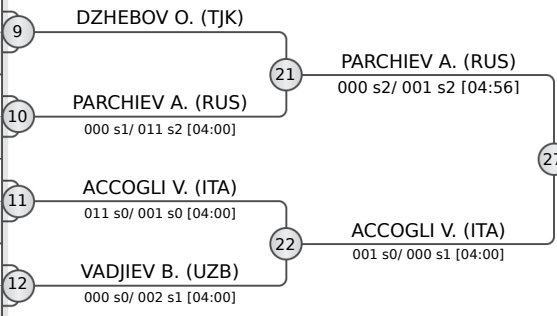 9
DZHEBOV O. (TJK)
21
PARCHIEV A. (RUS)
000 s2/ 001 s2 [04:56]
10
PARCHIEV A. (RUS)
000 s1/ 011 s2 [04:00]
27
11
ACCOGLI V. (ITA)
011 s0/ 001 s0 [04:00]
22
ACCOGLI V. (ITA)
001 s0/ 000 s1 [04:00]
12
VADJIEV B. (UZB)
000 s0/ 002 s1 [04:00]